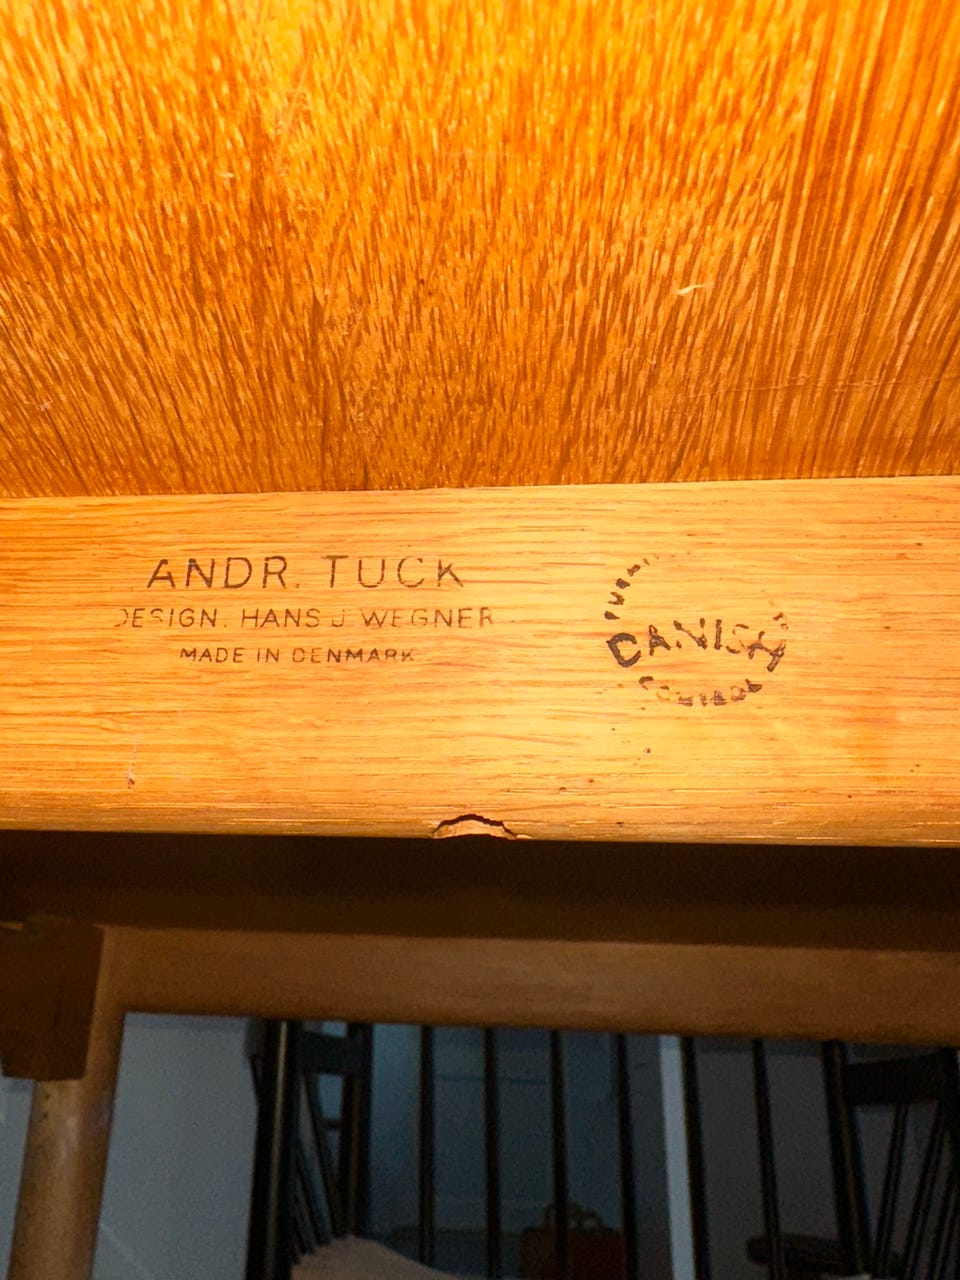 ANDR. TUCK
DESIGN. HANS J WEGNER
MADE IN DENMARK
DANISH